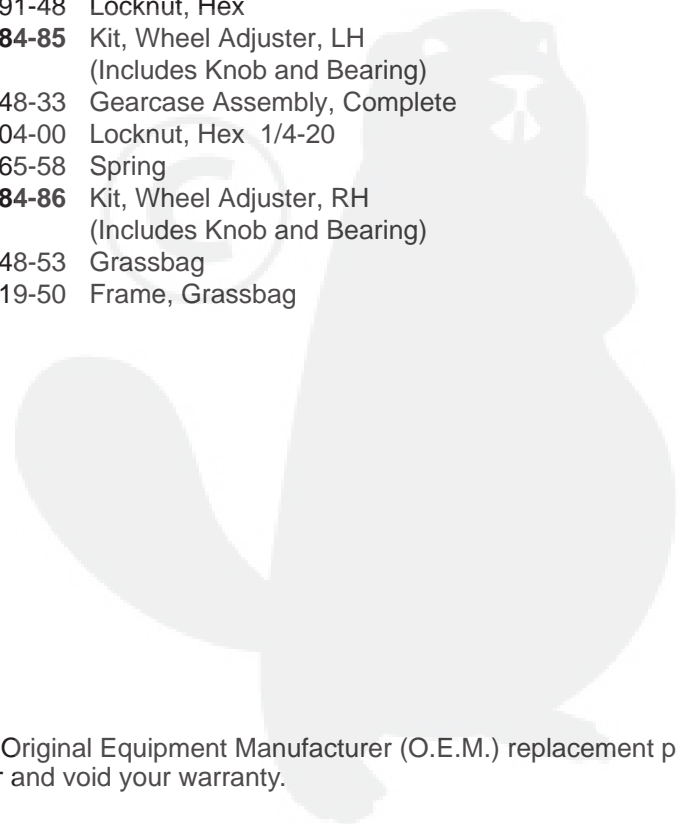 91-48 Locknut, Hex
84-85 Kit, Wheel Adjuster, LH
(Includes Knob and Bearing)
48-33 Gearcase Assembly, Complete
04-00 Locknut, Hex 1/4-20
65-58 Spring
84-86 Kit, Wheel Adjuster, RH
(Includes Knob and Bearing)
48-53 Grassbag
19-50 Frame, Grassbag
©
Original Equipment Manufacturer (O.E.M.) replacement p
and void your warranty.